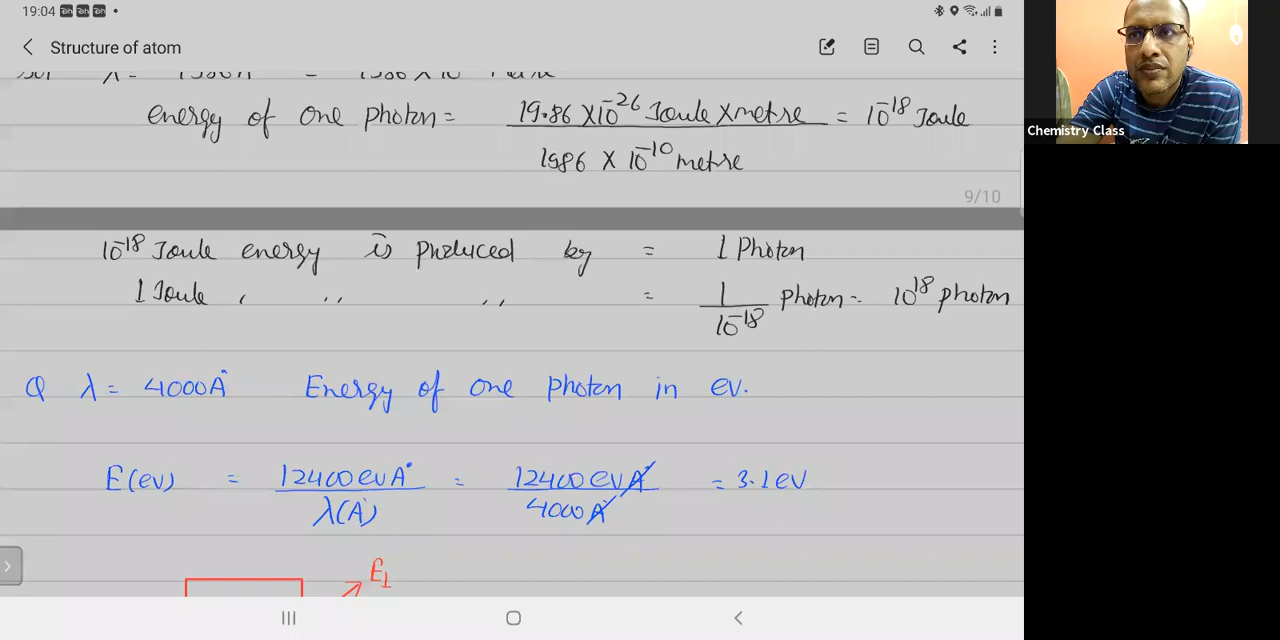 19:04
Structure of atom
Chemistry Class
energy of one photon = 19.86 X 10^-26 Joule X metre / 1986 X 10^-10 metre = 10^-18 Joule
9/10
10^-18 Joule energy is produced by = 1 Photon
1 Joule ,, ,, ,, = 1 / 10^-18 Photon = 10^18 photon
Q λ = 4000 Å Energy of one photon in ev.
E(ev) = 12400 ev Å / λ(Å) = 12400 ev Å / 4000 Å = 3.1 ev
E1